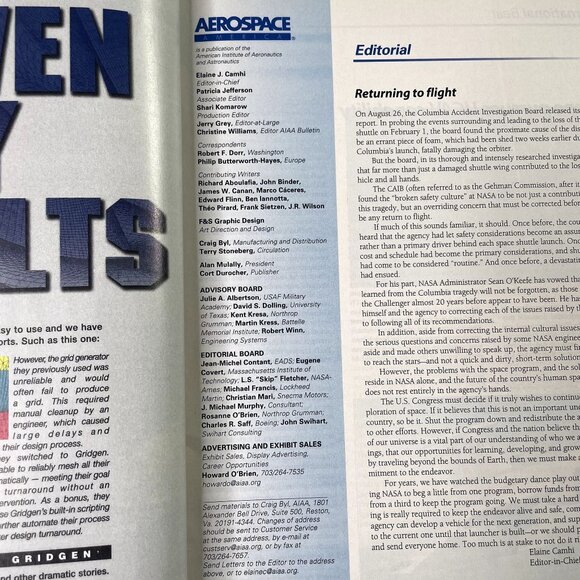 VEN
Y
LTS
easy to use and we have
orts. Such as this one:
However, the grid generator
they previously used was
unreliable and would
often fail to produce
a grid. This required
manual cleanup by an
engineer, which caused
large delays and
their design process.
ey switched to Gridgen.
able to reliably mesh all their
matically — meeting their goal
turnaround without an
ervention. As a bonus, they
se Gridgen's built-in scripting
urther automate their process
er design turnaround.
GRIDGEN
nd other dramatic stories.
AEROSPACE
AMERICA
is a publication of the
American Institute of Aeronautics
and Astronautics
Elaine J. Camhi
Editor-in-Chief
Patricia Jefferson
Associate Editor
Shari Komarow
Production Editor
Jerry Grey, Editor-at-Large
Christine Williams, Editor AIAA Bulletin
Correspondents
Robert F. Dorr, Washington
Philip Butterworth-Hayes, Europe
Contributing Writers
Richard Aboulafia, John Binder,
James W. Canan, Marco Cáceres,
Edward Flinn, Ben Iannotta,
Théo Pirard, Frank Sietzen, J.R. Wilson
F&S Graphic Design
Art Direction and Design
Craig Byl, Manufacturing and Distribution
Terry Stoneberg, Circulation
Alan Mulally, President
Cort Durocher, Publisher
ADVISORY BOARD
Julie A. Albertson, USAF Military
Academy; David S. Dolling, University
of Texas; Kent Kresa, Northrop
Grumman; Martin Kress, Battelle
Memorial Institute; Robert Winn,
Engineering Systems
EDITORIAL BOARD
Jean-Michel Contant, EADS; Eugene
Covert, Massachusetts Institute of
Technology; L.S. "Skip" Fletcher, NASA-
Ames; Michael Francis, Lockheed
Martin; Christian Mari, Snecma Motors;
J. Michael Murphy, Consultant;
Rosanne O'Brien, Northrop Grumman;
Charles R. Saff, Boeing; John Swihart,
Swihart Consulting
ADVERTISING AND EXHIBIT SALES
Exhibit Sales, Display Advertising,
Career Opportunities
Howard O'Brien, 703/264-7535
howardo@aiaa.org
Send materials to Craig Byl, AIAA, 1801
Alexander Bell Drive, Suite 500, Reston,
Va. 20191-4344. Changes of address
should be sent to Customer Service
at the same address, by e-mail at
custserv@aiaa.org, or by fax at
703/264-7657.
Send Letters to the Editor to the address
above, or to elainec@aiaa.org.
Editorial
Returning to flight
On August 26, the Columbia Accident Investigation Board released its
report. In probing the events surrounding and leading to the loss of th
shuttle on February 1, the board found the proximate cause of the dis
be an errant piece of foam, which had been shed two weeks earlier du
Columbia's launch, fatally damaging the orbiter.
But the board, in its thorough and intensely researched investiga
that far more than just a damaged shuttle wing contributed to the los
hicle and all hands.
The CAIB (often referred to as the Gehman Commission, after it
found the "broken safety culture" at NASA to be not just a contributi
this tragedy, but an overriding concern that must be corrected before
be any return to flight.
If much of this sounds familiar, it should. Once before, the coun
heard that the agency had let safety considerations become an assum
rather than a primary driver behind each space shuttle launch. Once
cost and schedule had become the primary considerations, and shu
had come to be considered "routine." And once before, a devastatin
had ensued.
For his part, NASA Administrator Sean O'Keefe has vowed tha
learned from the Columbia tragedy will not be forgotten, as those
the Challenger almost 20 years before appear to have been. He ha
himself and the agency to correcting each of the issues raised by th
to following all of its recommendations.
In addition, aside from correcting the internal cultural issues
the serious questions and concerns raised by some NASA engineer
aside and made others unwilling to speak up, the agency must fin
to reach the stars—and not a quick and dirty, short-term solution
However, the problems with the space program, and the solu
reside in NASA alone, and the future of the country's human spac
does not rest entirely in the agency's hands.
The U.S. Congress must decide if it truly wishes to continu
ploration of space. If it believes that this is not an important us
country, so be it. Shut the program down and redistribute the m
to other efforts. However, if Congress and the nation believe th
of our universe is a vital part of our understanding of who we a
ings, that our opportunities for learning, developing, and grow
by traveling beyond the bounds of Earth, then we must make a
mitment to the endeavor.
For years, we have watched the budgetary dance play out
ing NASA to beg a little from one program, borrow funds from
from a third to keep the program going. We must take a hard
ing is really required to keep the endeavor alive and safe, com
agency can develop a vehicle for the next generation, and sup
to the current one until that launcher is built—or we should p
and send everyone home. Too much is at stake to do not it ri
Elaine Camhi
Editor-in-Chief